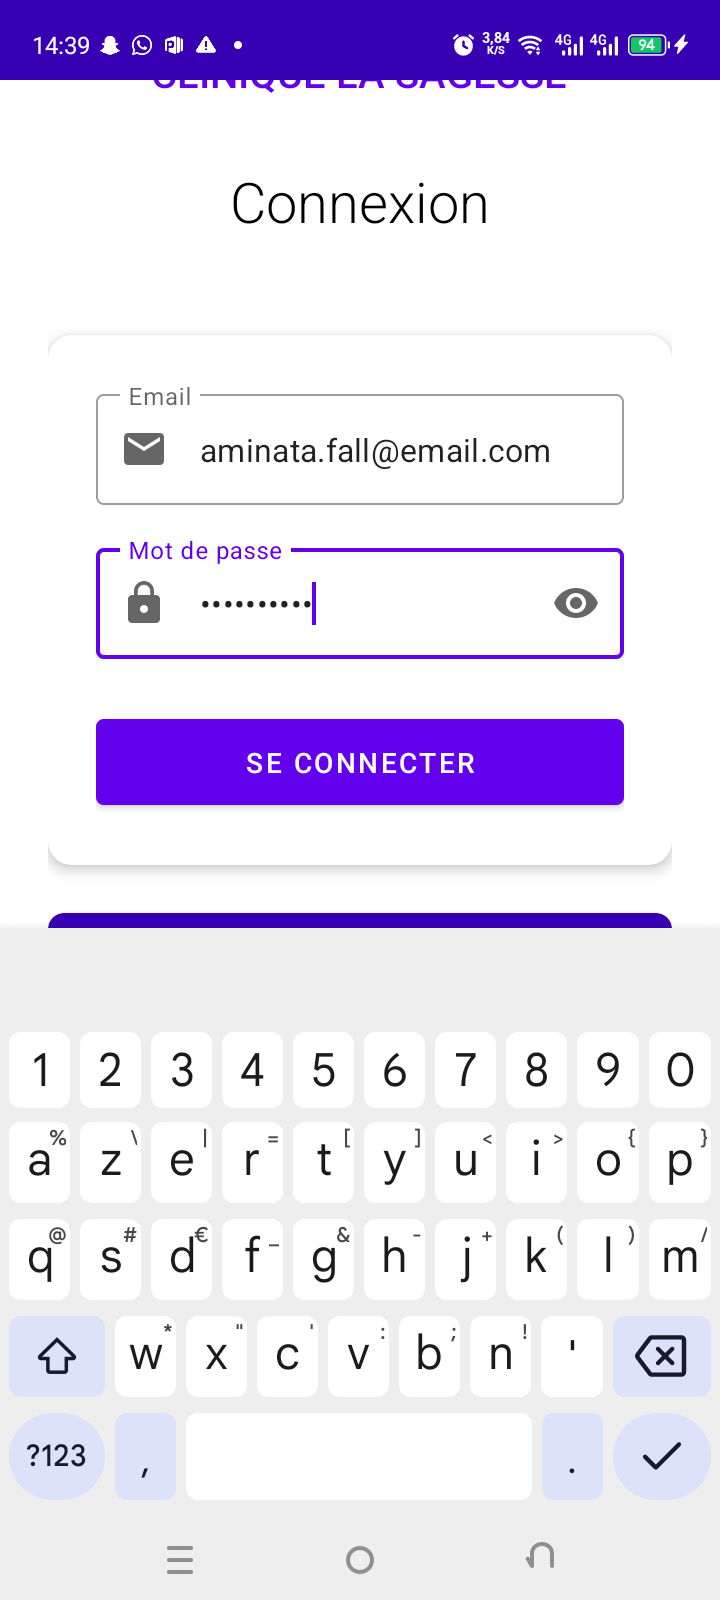 14:39 3,84 K/S 4G 4G 94
CLINIQUE LA SAGESSE
Connexion
Email
aminata.fall@email.com
Mot de passe
••••••••••
SE CONNECTER
1 2 3 4 5 6 7 8 9 0
% \ | = [ ] < > { }
a z e r t y u i o p
@ # € _ & - + ( ) /
q s d f g h j k l m
* " ' : ; !
w x c v b n '
?123 , .